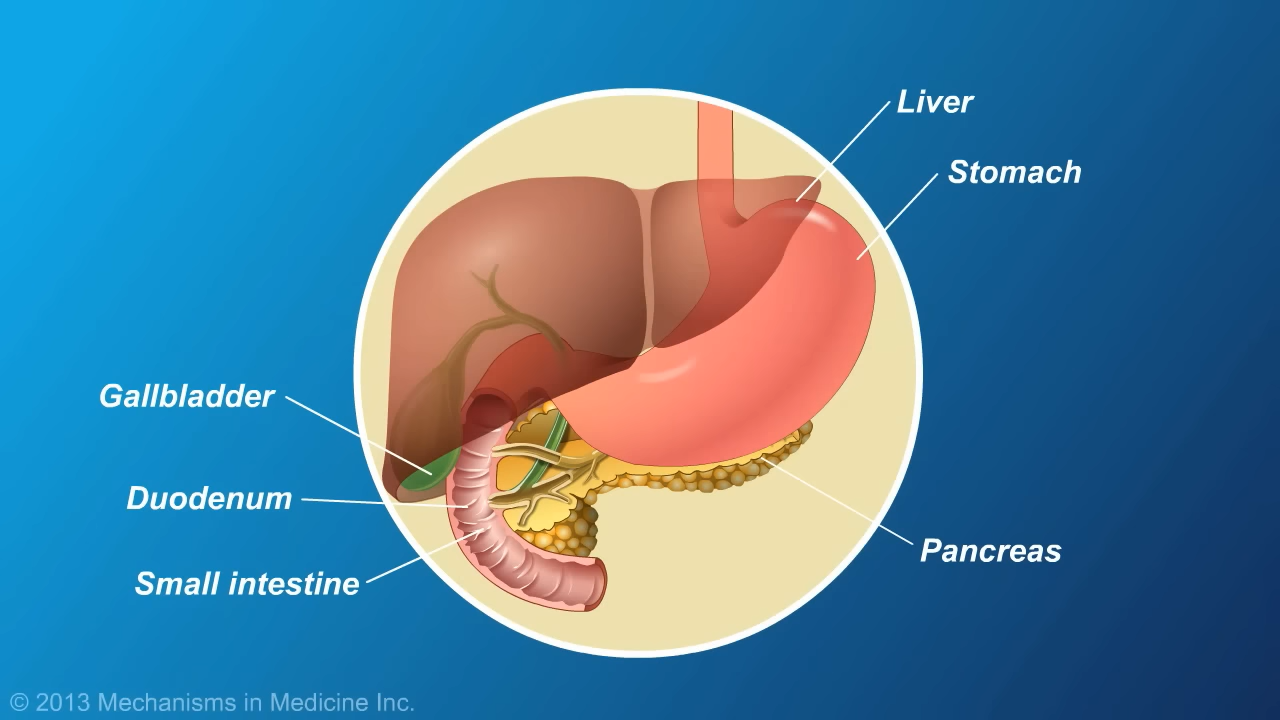 Liver
Stomach
Gallbladder
Duodenum
Pancreas
Small intestine
© 2013 Mechanisms in Medicine Inc.